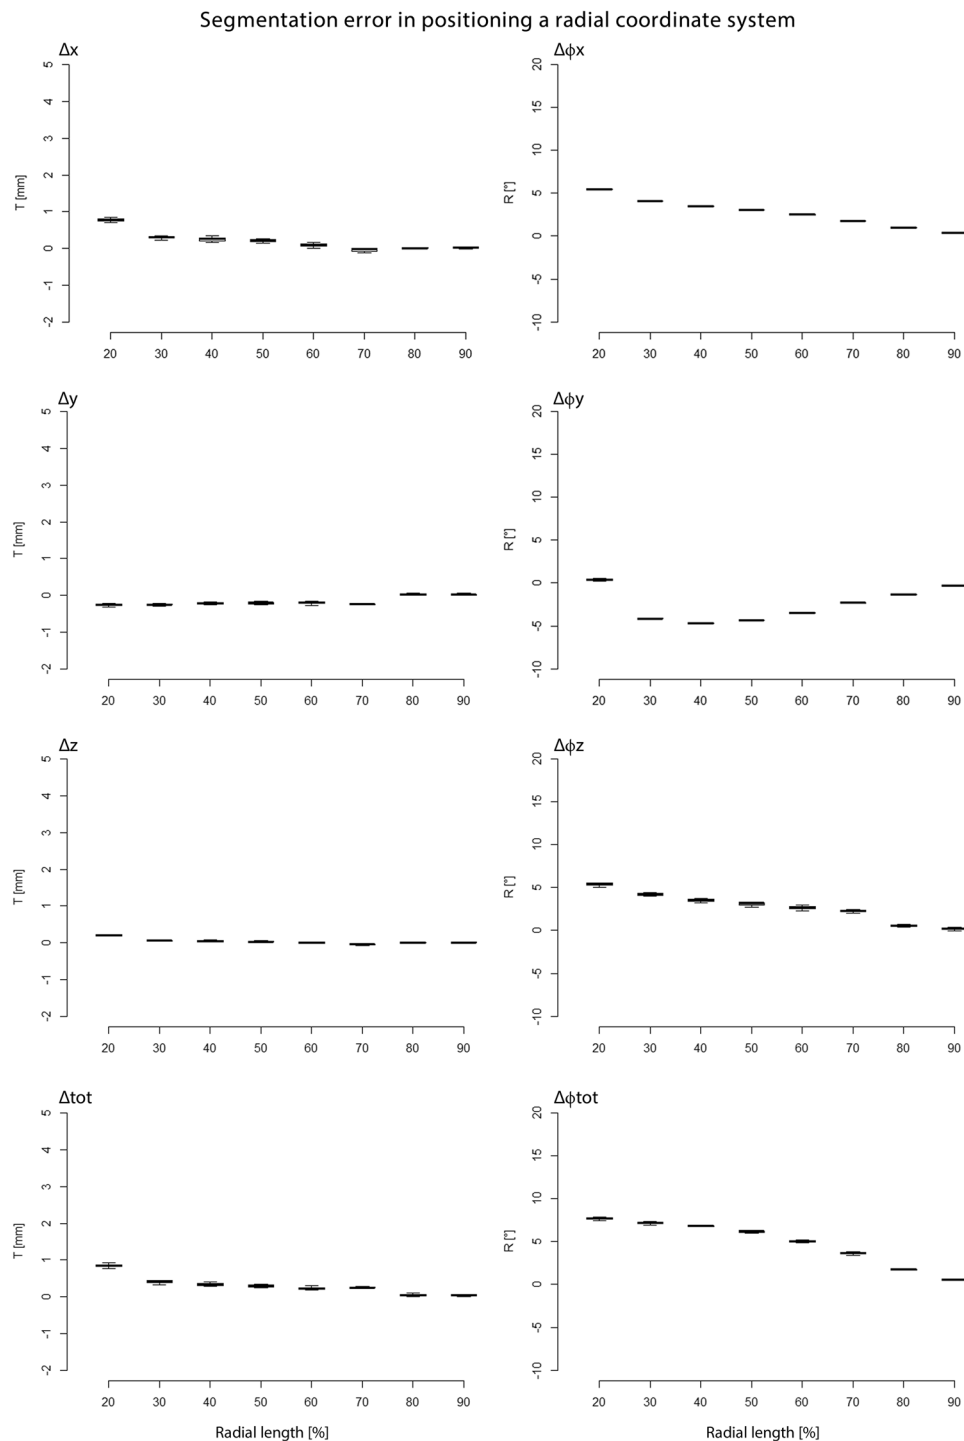 Segmentation error in positioning a radial coordinate system
Δx
5
4
3
2
1
0
-1
-2
T [mm]
20 30 40 50 60 70 80 90
Δϕx
20
15
10
5
0
-5
-10
R [°]
20 30 40 50 60 70 80 90
Δy
5
4
3
2
1
0
-1
-2
T [mm]
20 30 40 50 60 70 80 90
Δϕy
20
15
10
5
0
-5
-10
R [°]
20 30 40 50 60 70 80 90
Δz
5
4
3
2
1
0
-1
-2
T [mm]
20 30 40 50 60 70 80 90
Δϕz
20
15
10
5
0
-5
-10
R [°]
20 30 40 50 60 70 80 90
Δtot
5
4
3
2
1
0
-1
-2
T [mm]
20 30 40 50 60 70 80 90
Radial length [%]
Δϕtot
20
15
10
5
0
-5
-10
R [°]
20 30 40 50 60 70 80 90
Radial length [%]